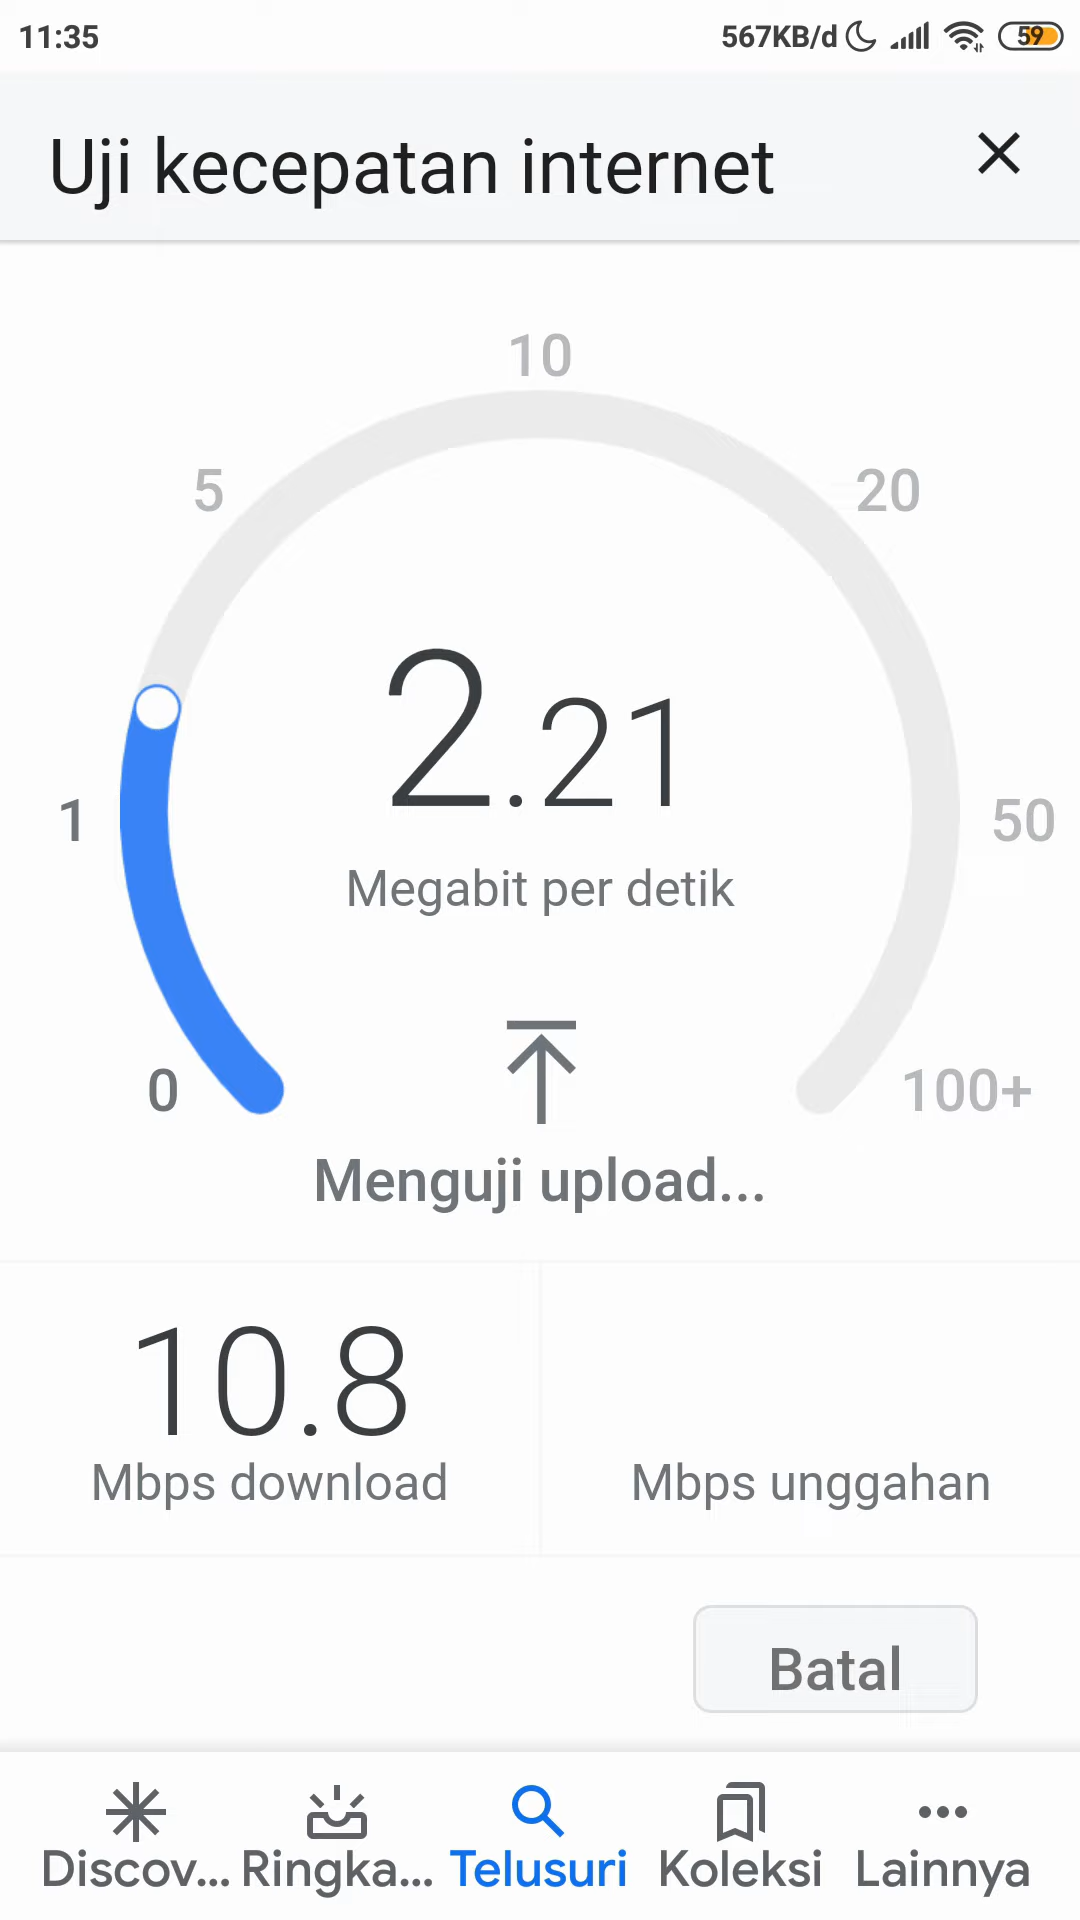 11:35
567KB/d
59
Uji kecepatan internet
10
5
20
2.21
1
50
Megabit per detik
0
100+
Menguji upload...
10.8
Mbps download
Mbps unggahan
Batal
Discov...
Ringka...
Telusuri
Koleksi
Lainnya